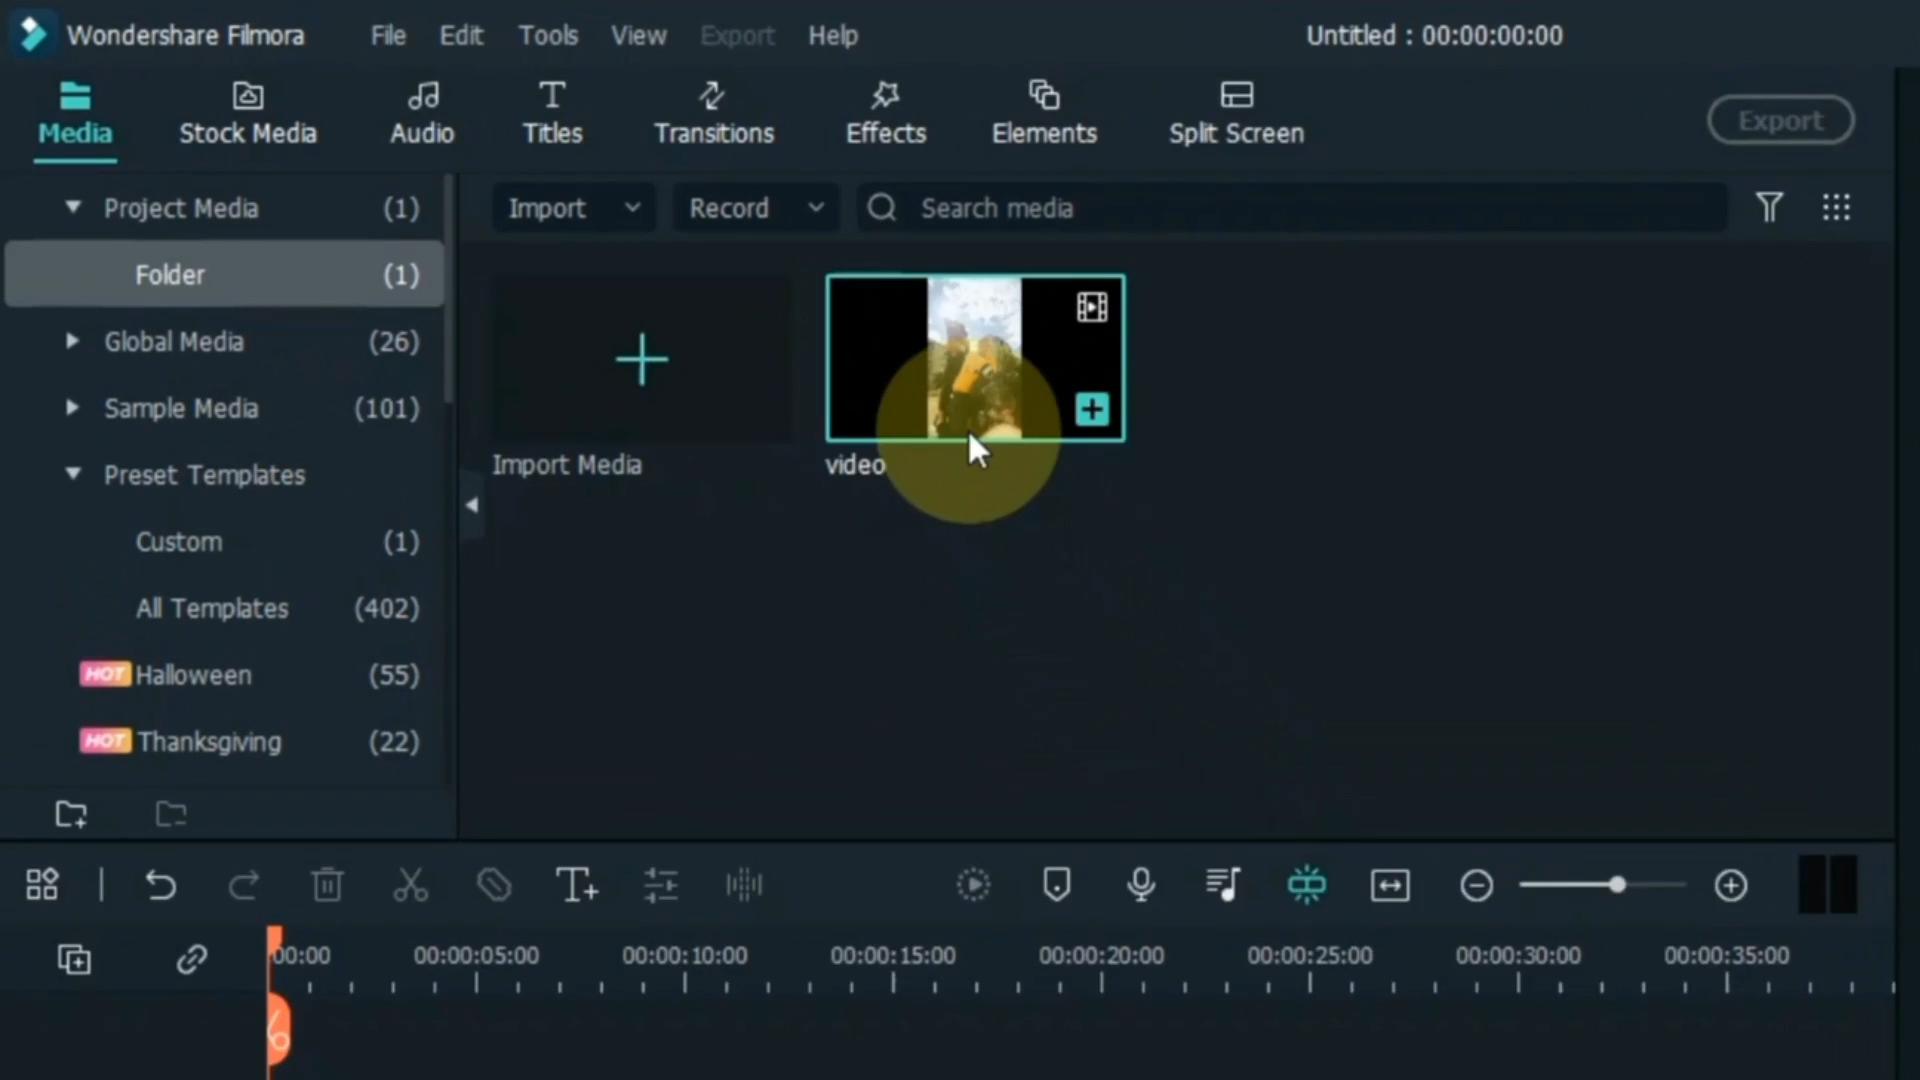 Wondershare Filmora File Edit Tools View Export Help Untitled : 00:00:00:00
Media Stock Media Audio Titles Transitions Effects Elements Split Screen Export
Project Media (1)
Folder (1)
Global Media (26)
Sample Media (101)
Preset Templates
Custom (1)
All Templates (402)
HOT Halloween (55)
HOT Thanksgiving (22)
Import Record Search media
Import Media video
00:00 00:00:05:00 00:00:10:00 00:00:15:00 00:00:20:00 00:00:25:00 00:00:30:00 00:00:35:00